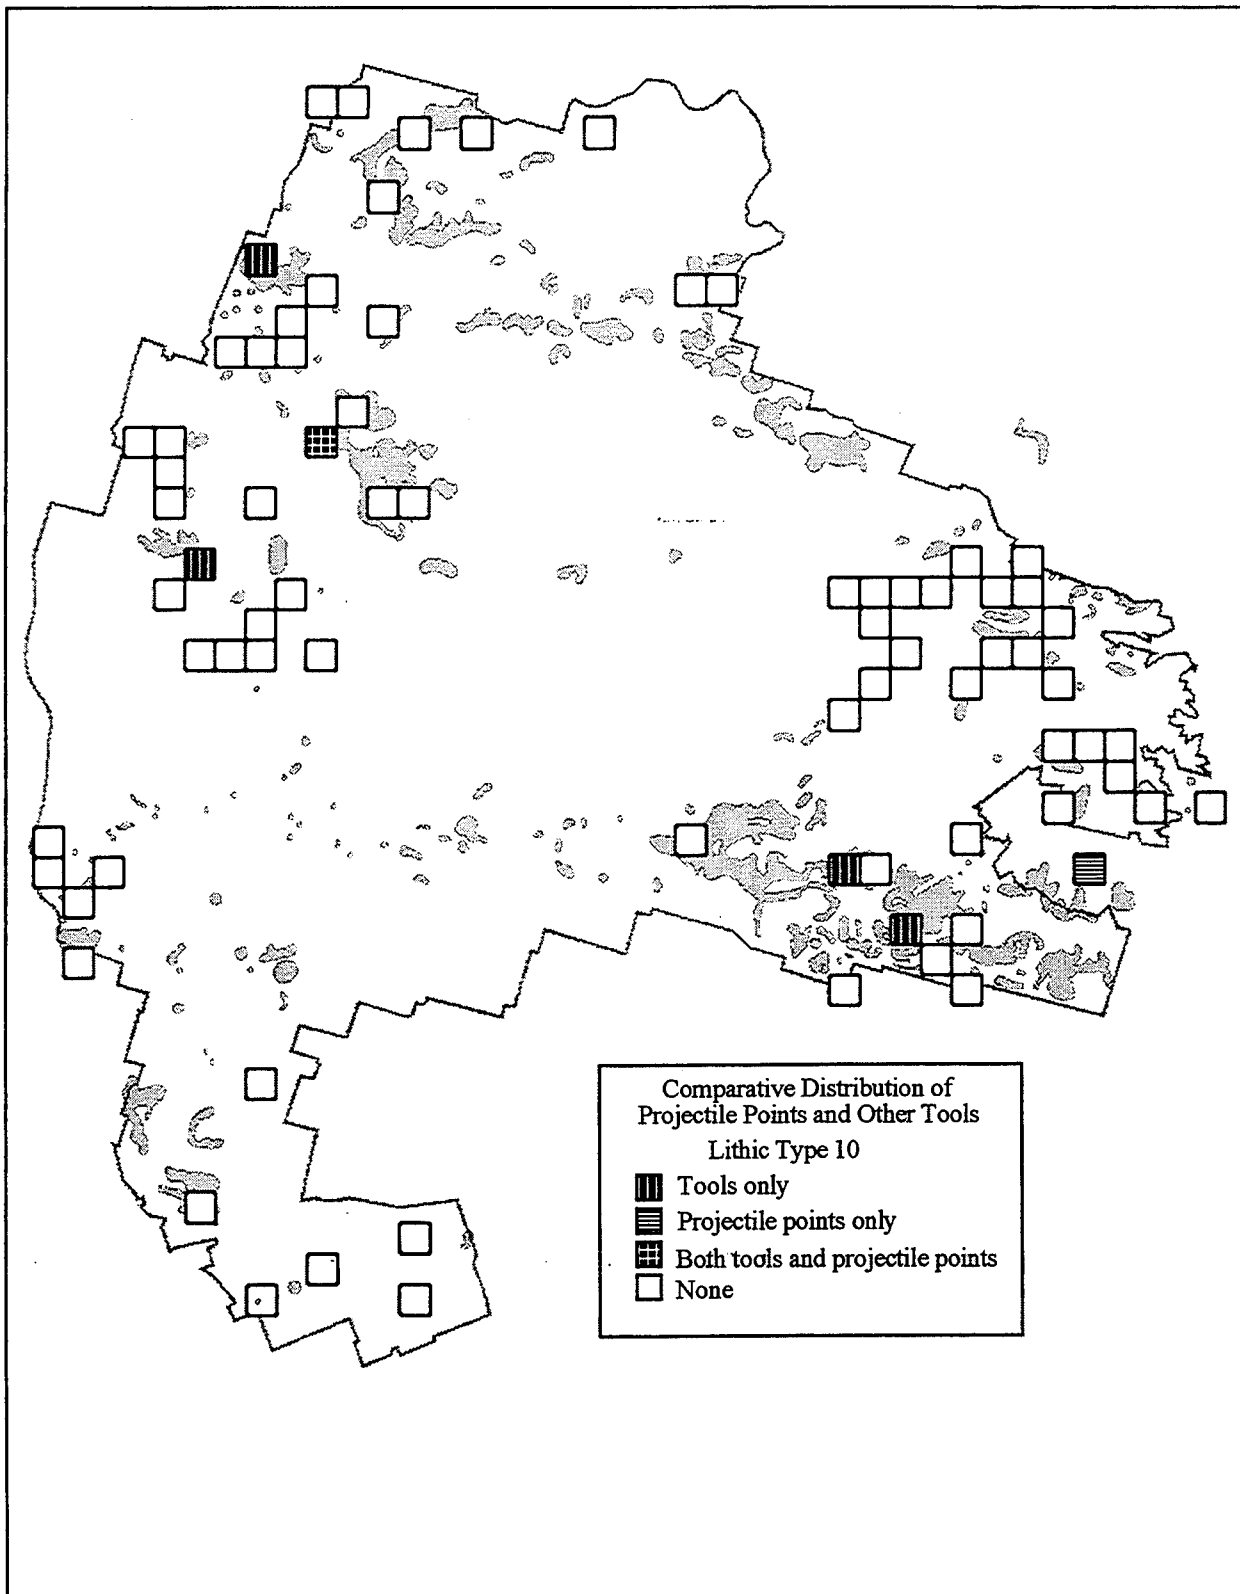 Comparative Distribution of
Projectile Points and Other Tools
Lithic Type 10
Tools only
Projectile points only
Both tools and projectile points
None